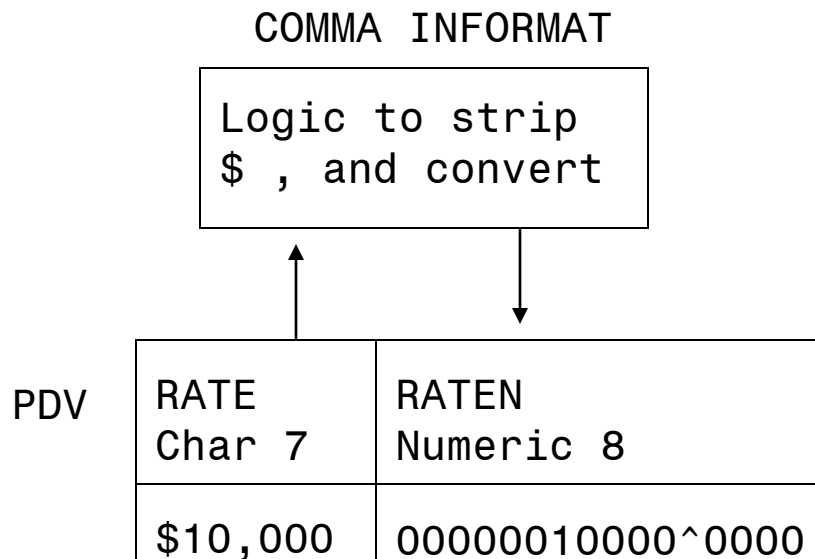 COMMA INFORMAT
Logic to strip
$ , and convert
PDV
RATE
Char 7
RATEN
Numeric 8
$10,000
00000010000^0000